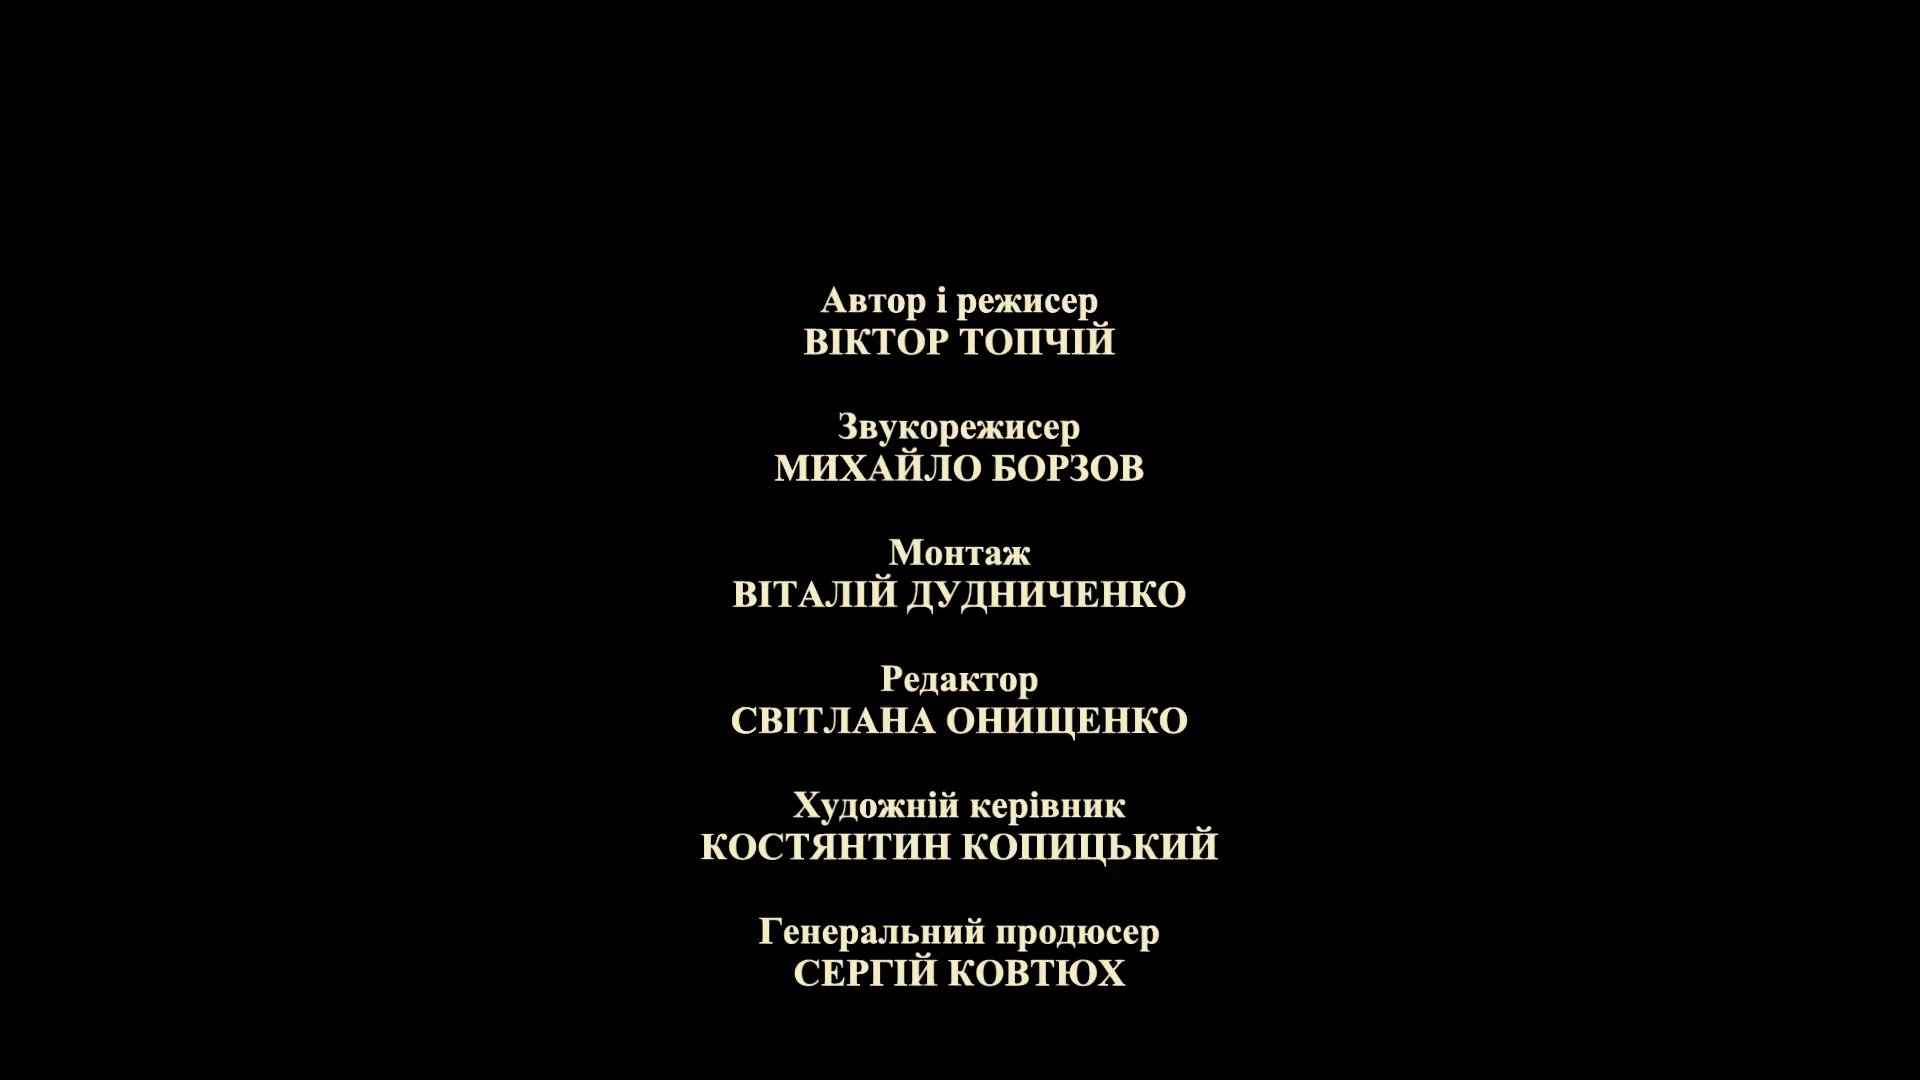 Автор і режисер
ВІКТОР ТОПЧІЙ
Звукорежисер
МИХАЙЛО БОРЗОВ
Монтаж
ВІТАЛІЙ ДУДНИЧЕНКО
Редактор
СВІТЛАНА ОНИЩЕНКО
Художній керівник
КОСТЯНТИН КОПИЦЬКИЙ
Генеральний продюсер
СЕРГІЙ КОВТЮХ